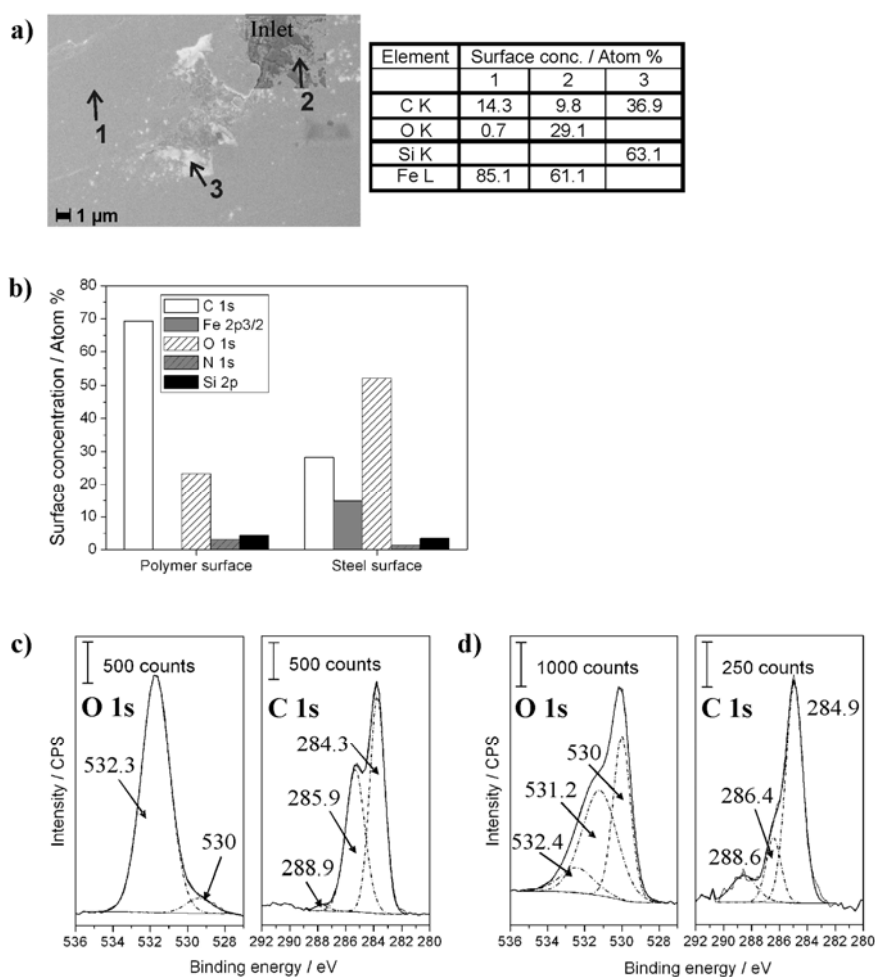 a)
Inlet
1
2
3
1 µm
Element Surface conc. / Atom %
1 2 3
C K 14.3 9.8 36.9
O K 0.7 29.1
Si K 63.1
Fe L 85.1 61.1
b)
Surface concentration / Atom %
80
70
60
50
40
30
20
10
0
C 1s
Fe 2p3/2
O 1s
N 1s
Si 2p
Polymer surface Steel surface
c)
Intensity / CPS
500 counts
O 1s
532.3
530
536 534 532 530 528
500 counts
C 1s
284.3
285.9
288.9
292 290 288 286 284 282 280
Binding energy / eV
d)
Intensity / CPS
1000 counts
O 1s
530
531.2
532.4
536 534 532 530 528
250 counts
C 1s
284.9
286.4
288.6
292 290 288 286 284 282 280
Binding energy / eV